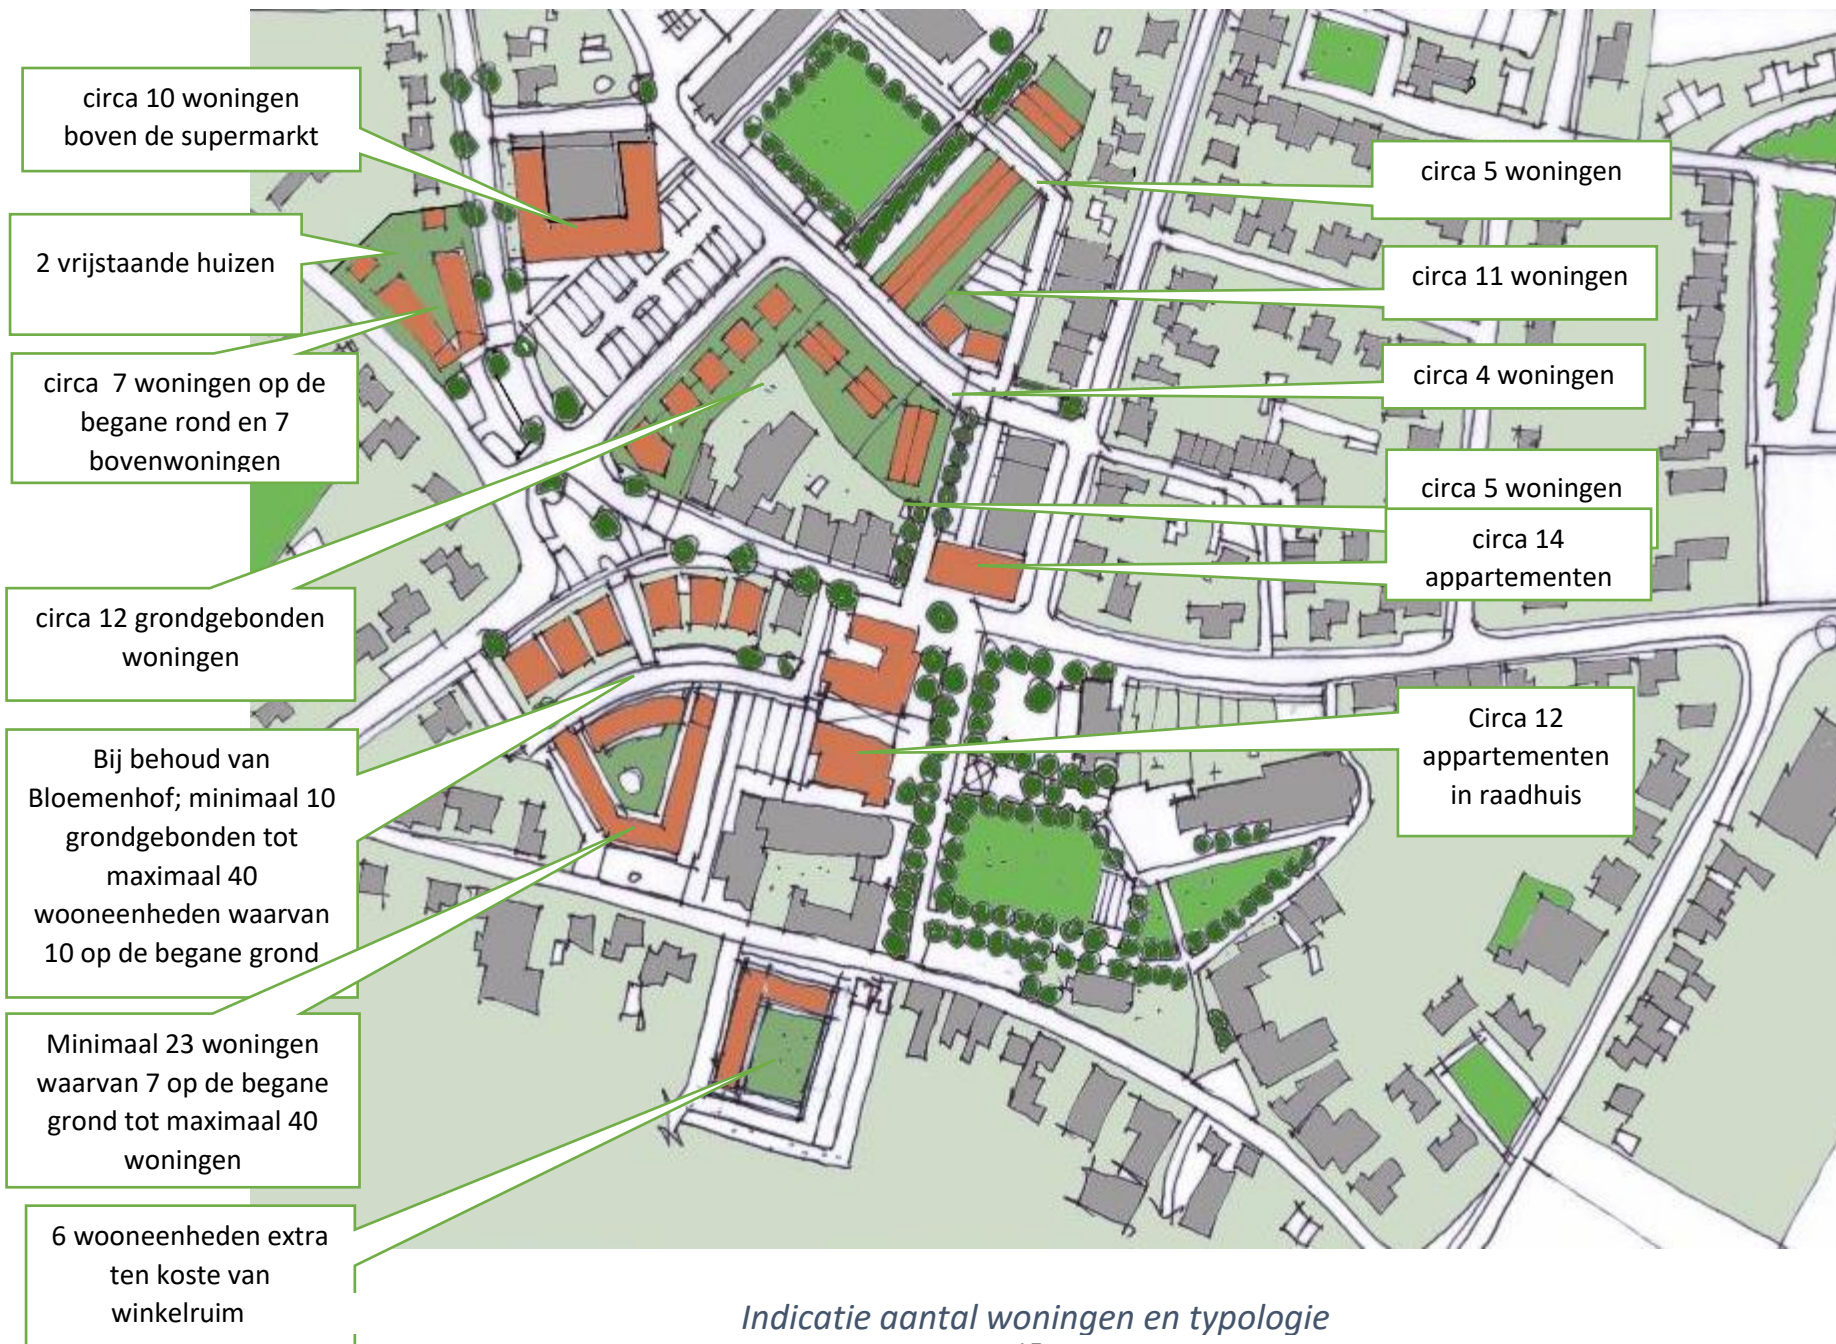 circa 10 woningen
boven de supermarkt
2 vrijstaande huizen
circa 7 woningen op de
begane rond en 7
bovenwoningen
circa 12 grondgebonden
woningen
Bij behoud van
Bloemenhof; minimaal 10
grondgebonden tot
maximaal 40
wooneenheden waarvan
10 op de begane grond
Minimaal 23 woningen
waarvan 7 op de begane
grond tot maximaal 40
woningen
6 wooneenheden extra
ten koste van
winkelruim
circa 5 woningen
circa 11 woningen
circa 4 woningen
circa 5 woningen
circa 14
appartementen
Circa 12
appartementen
in raadhuis
Indicatie aantal woningen en typologie